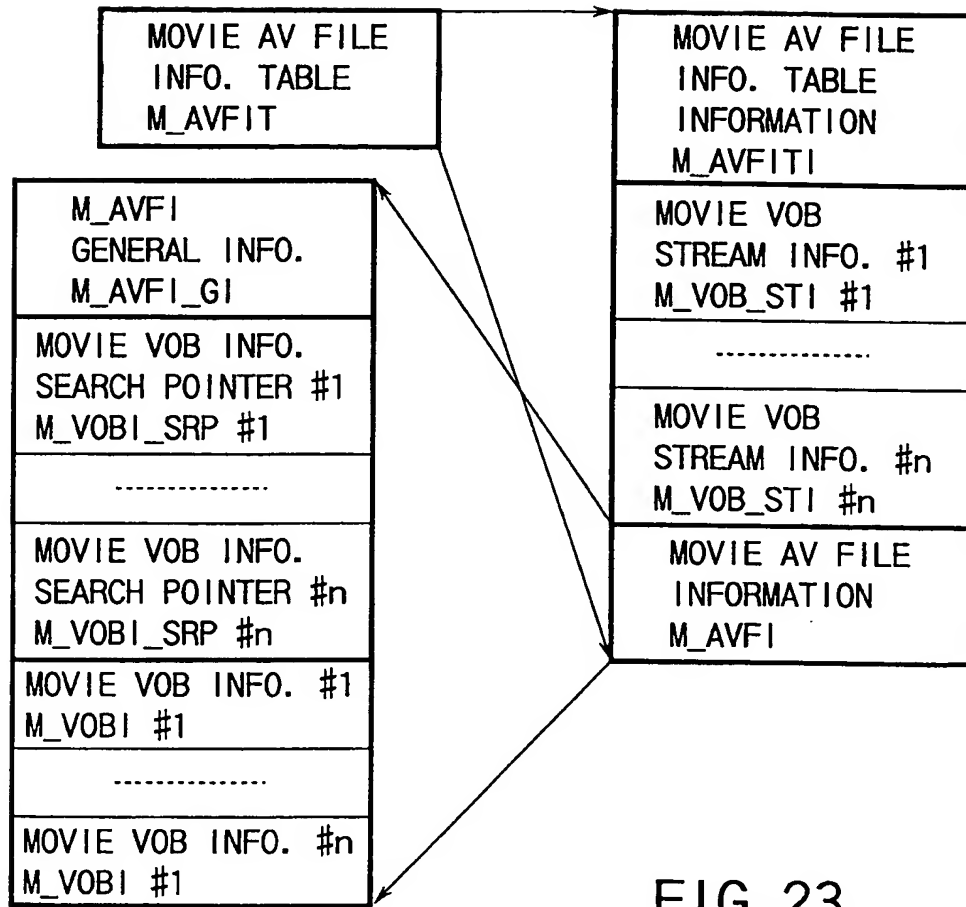 MOVIE AV FILE
INFO. TABLE
M_AVFIT
MOVIE AV FILE
INFO. TABLE
INFORMATION
M_AVFITI
MOVIE VOB
STREAM INFO. #1
M_VOB_STI #1
MOVIE VOB
STREAM INFO. #n
M_VOB_STI #n
MOVIE AV FILE
INFORMATION
M_AVFI
M_AVFI
GENERAL INFO.
M_AVFI_GI
MOVIE VOB INFO.
SEARCH POINTER #1
M_VOBI_SRP #1
MOVIE VOB INFO.
SEARCH POINTER #n
M_VOBI_SRP #n
MOVIE VOB INFO. #1
M_VOBI #1
MOVIE VOB INFO. #n
M_VOBI #1
FIG. 23